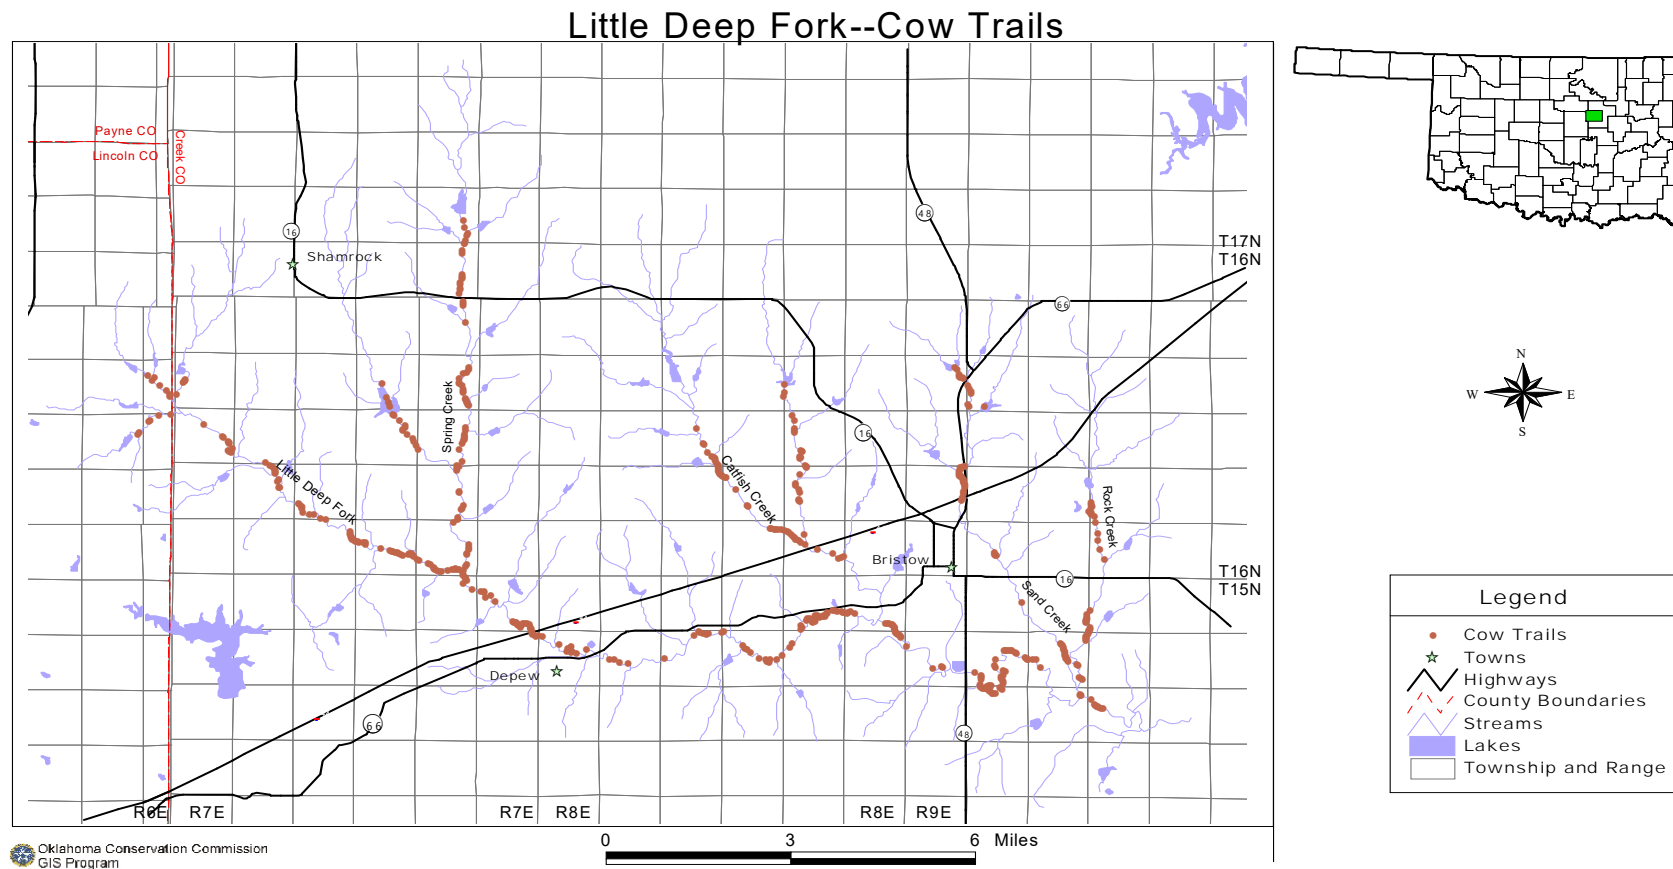 Little Deep Fork--Cow Trails
Payne CO
Lincoln CO
Creek CO
16
Shamrock
48
T17N
T16N
66
N
W
E
S
Spring Creek
16
Catfish Creek
Little Deep Fork
Rock Creek
Bristow
16
T16N
T15N
Sand Creek
Depew
66
48
R6E
R7E
R7E
R8E
R8E
R9E
Legend
Cow Trails
Towns
Highways
County Boundaries
Streams
Lakes
Township and Range
0
3
6
Miles
Oklahoma Conservation Commission
GIS Program